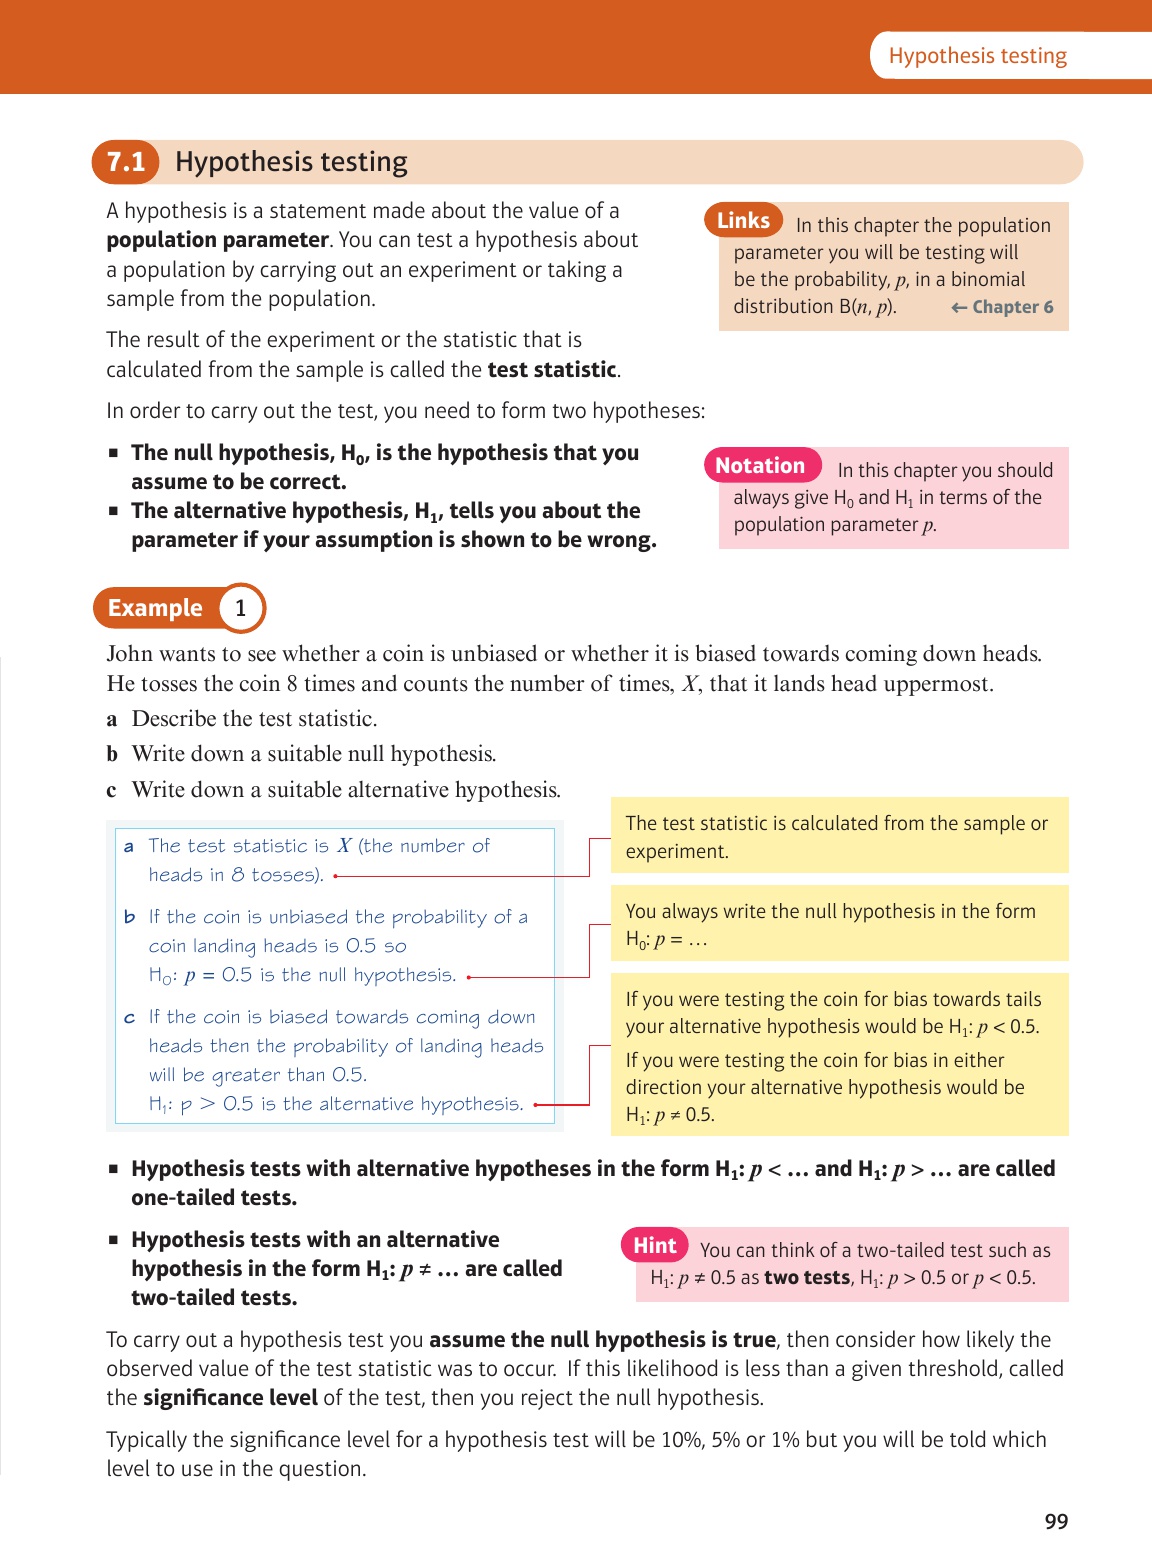 Hypothesis testing
7.1 Hypothesis testing
A hypothesis is a statement made about the value of a
population parameter. You can test a hypothesis about
a population by carrying out an experiment or taking a
sample from the population.
Links In this chapter the population
parameter you will be testing will
be the probability, p, in a binomial
distribution B(n, p). ← Chapter 6
The result of the experiment or the statistic that is
calculated from the sample is called the test statistic.
In order to carry out the test, you need to form two hypotheses:
▪ The null hypothesis, H₀, is the hypothesis that you
assume to be correct.
▪ The alternative hypothesis, H₁, tells you about the
parameter if your assumption is shown to be wrong.
Notation In this chapter you should
always give H₀ and H₁ in terms of the
population parameter p.
Example 1
John wants to see whether a coin is unbiased or whether it is biased towards coming down heads.
He tosses the coin 8 times and counts the number of times, X, that it lands head uppermost.
a Describe the test statistic.
b Write down a suitable null hypothesis.
c Write down a suitable alternative hypothesis.
a The test statistic is X (the number of
heads in 8 tosses).
b If the coin is unbiased the probability of a
coin landing heads is 0.5 so
H₀: p = 0.5 is the null hypothesis.
c If the coin is biased towards coming down
heads then the probability of landing heads
will be greater than 0.5.
H₁: p > 0.5 is the alternative hypothesis.
The test statistic is calculated from the sample or
experiment.
You always write the null hypothesis in the form
H₀: p = …
If you were testing the coin for bias towards tails
your alternative hypothesis would be H₁: p < 0.5.
If you were testing the coin for bias in either
direction your alternative hypothesis would be
H₁: p ≠ 0.5.
▪ Hypothesis tests with alternative hypotheses in the form H₁: p < … and H₁: p > … are called
one-tailed tests.
▪ Hypothesis tests with an alternative
hypothesis in the form H₁: p ≠ … are called
two-tailed tests.
Hint You can think of a two-tailed test such as
H₁: p ≠ 0.5 as two tests, H₁: p > 0.5 or p < 0.5.
To carry out a hypothesis test you assume the null hypothesis is true, then consider how likely the
observed value of the test statistic was to occur. If this likelihood is less than a given threshold, called
the significance level of the test, then you reject the null hypothesis.
Typically the significance level for a hypothesis test will be 10%, 5% or 1% but you will be told which
level to use in the question.
99